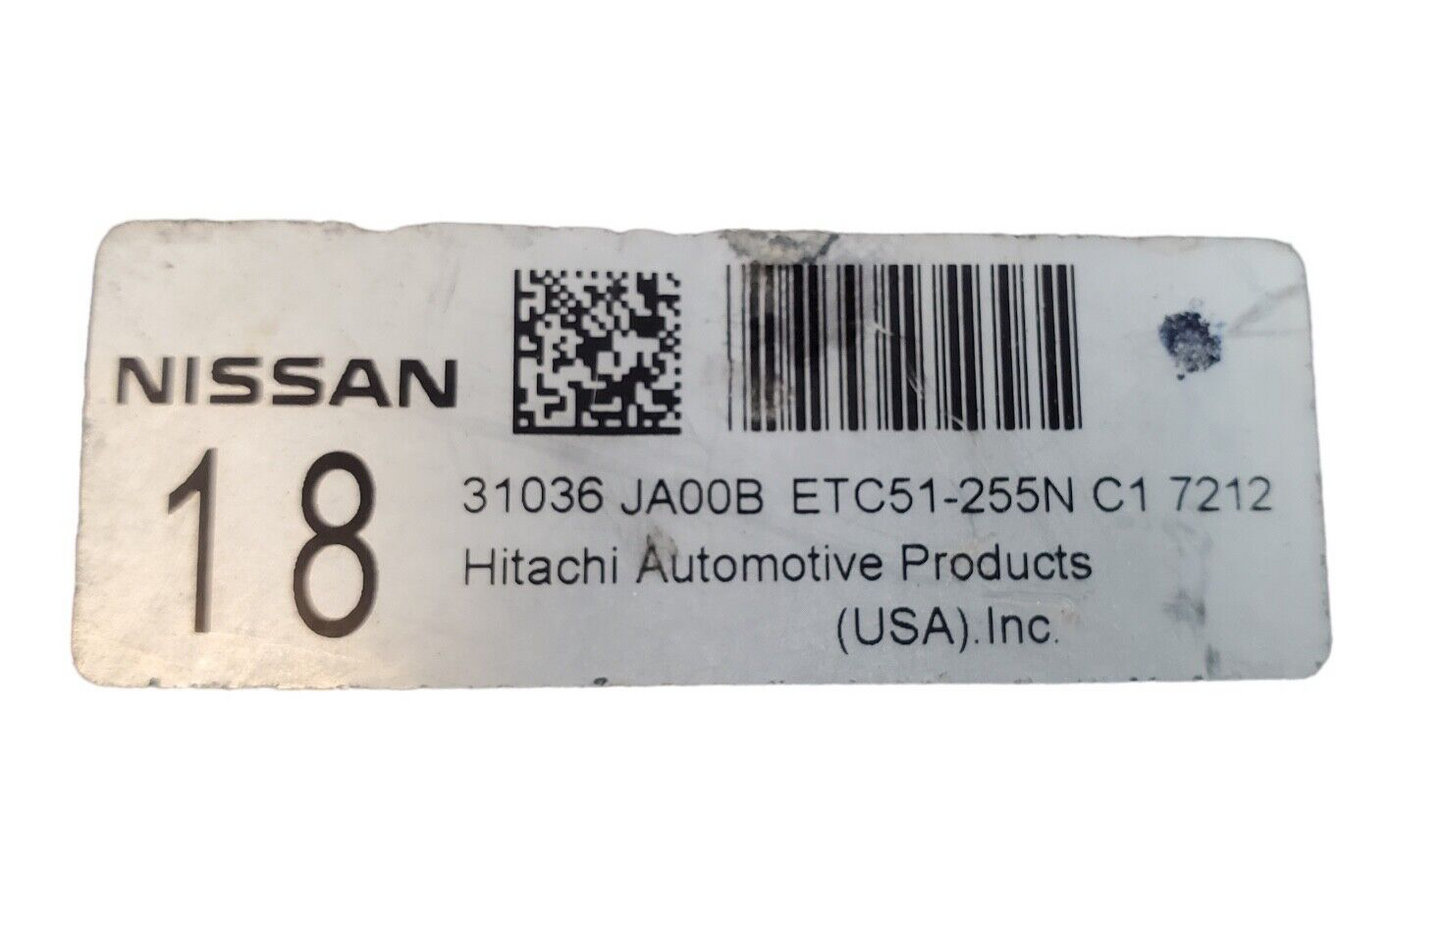 NISSAN
18
31036 JA00B ETC51-255N C1 7212
Hitachi Automotive Products
(USA).Inc.